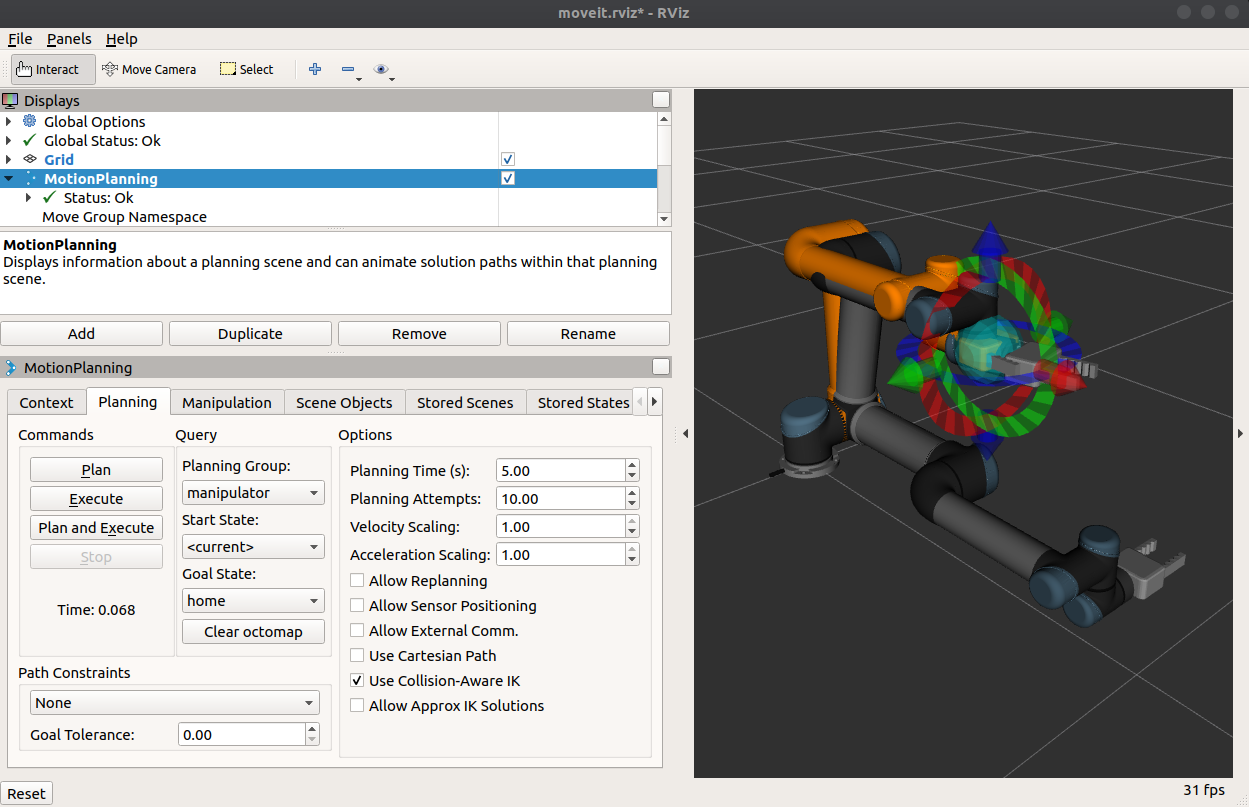 moveit.rviz* - RViz
File Panels Help
Interact Move Camera Select
Displays
Global Options
Global Status: Ok
Grid
MotionPlanning
Status: Ok
Move Group Namespace
MotionPlanning
Displays information about a planning scene and can animate solution paths within that planning
scene.
Add Duplicate Remove Rename
MotionPlanning
Context Planning Manipulation Scene Objects Stored Scenes Stored States
Commands
Plan
Execute
Plan and Execute
Stop
Time: 0.068
Query
Planning Group:
manipulator
Start State:
<current>
Goal State:
home
Clear octomap
Path Constraints
None
Goal Tolerance: 0.00
Options
Planning Time (s): 5.00
Planning Attempts: 10.00
Velocity Scaling: 1.00
Acceleration Scaling: 1.00
Allow Replanning
Allow Sensor Positioning
Allow External Comm.
Use Cartesian Path
Use Collision-Aware IK
Allow Approx IK Solutions
Reset
31 fps